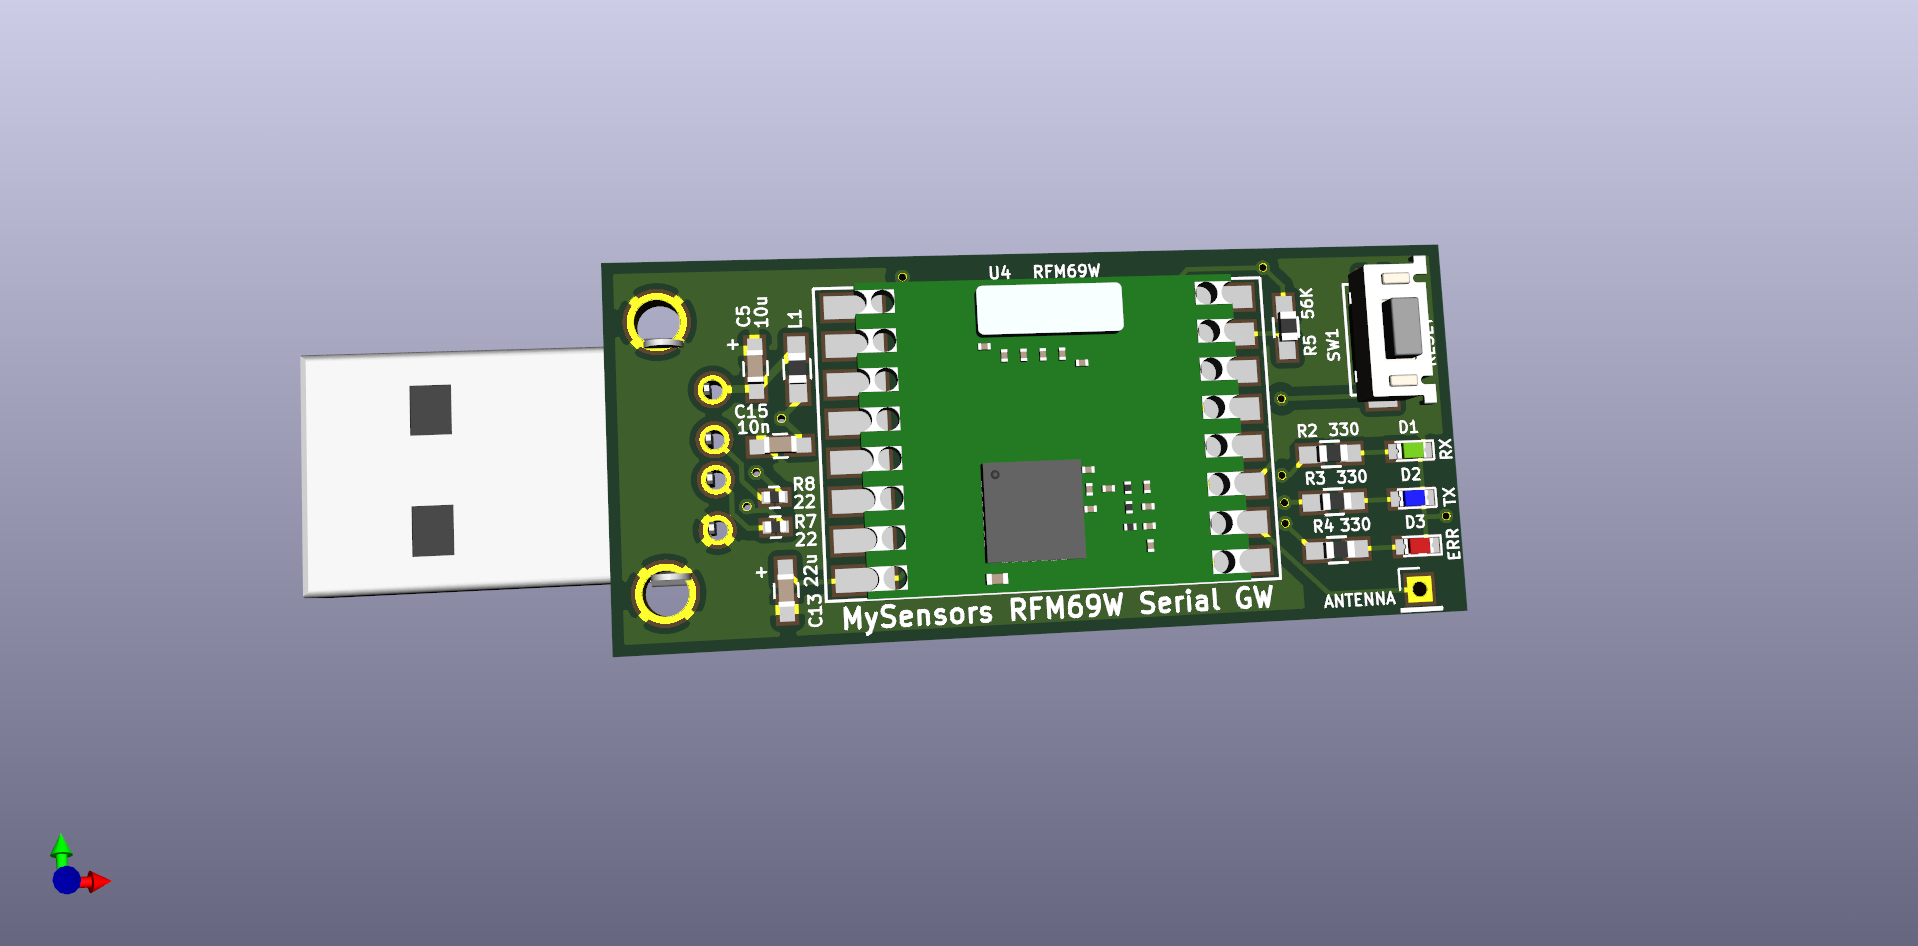 U4 RFM69W
C5
10u
+
L1
C15
10n
R8
22
R7
22
+
22u
C13
56K
R5
SW1
R2 330
D1
RX
R3 330
D2
TX
R4 330
D3
ERR
ANTENNA
MySensors RFM69W Serial GW